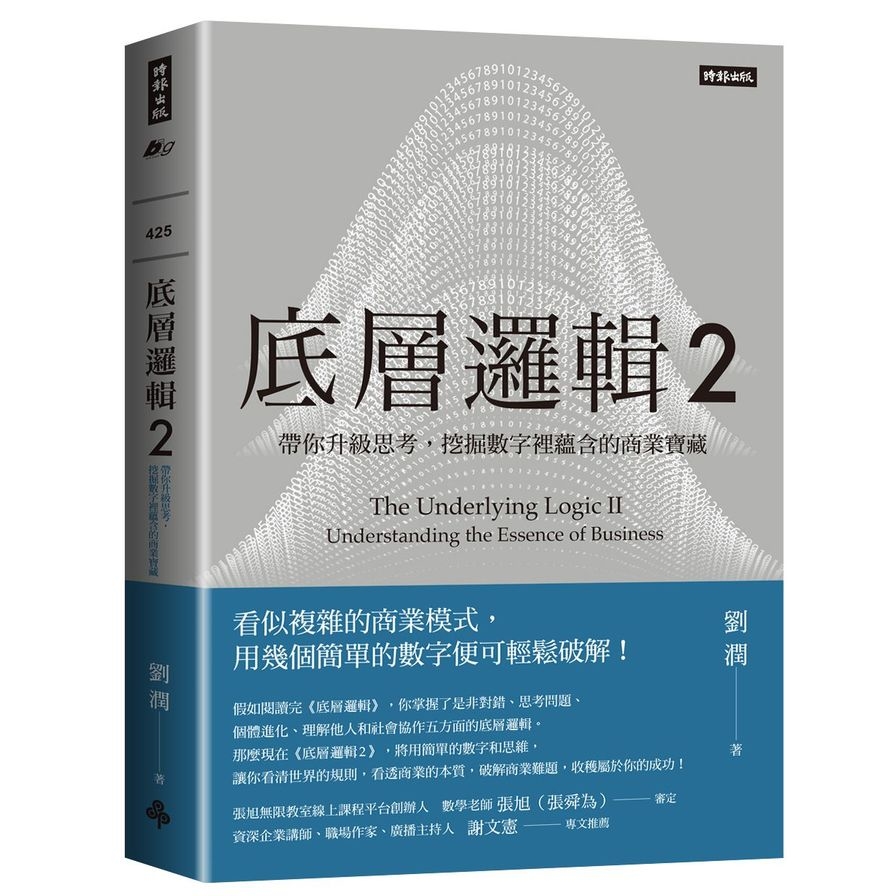 時報出版
big
425
底層邏輯2
帶你升級思考，
挖掘數字裡蘊含的商業寶藏
劉潤
著
時報出版
底層邏輯2
帶你升級思考，挖掘數字裡蘊含的商業寶藏
The Underlying Logic II
Understanding the Essence of Business
看似複雜的商業模式，
用幾個簡單的數字便可輕鬆破解！
劉潤
著
假如閱讀完《底層邏輯》，你掌握了是非對錯、思考問題、
個體進化、理解他人和社會協作五方面的底層邏輯。
那麼現在《底層邏輯2》，將用簡單的數字和思維，
讓你看清世界的規則，看透商業的本質，破解商業難題，收穫屬於你的成功！
張旭無限教室線上課程平台創辦人 數學老師 張旭（張舜為）——審定
資深企業講師、職場作家、廣播主持人 謝文憲——專文推薦